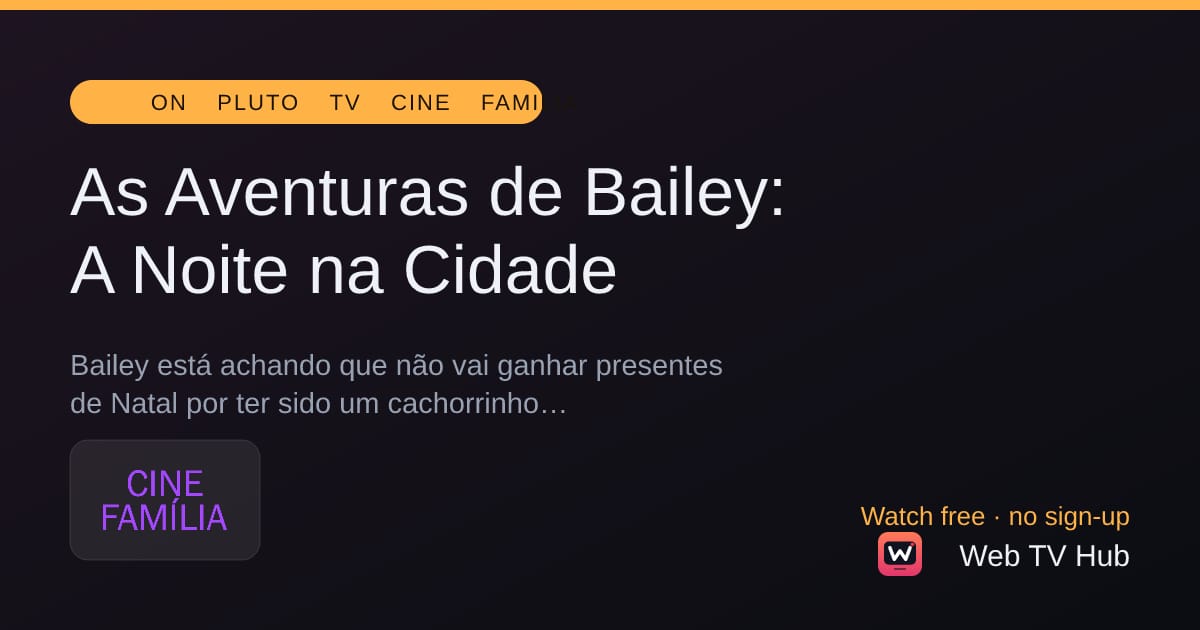 ON PLUTO TV CINE FAMÍ
As Aventuras de Bailey:
A Noite na Cidade
Bailey está achando que não vai ganhar presentes
de Natal por ter sido um cachorrinho…
CINE
FAMÍLIA
Watch free · no sign-up
W
Web TV Hub